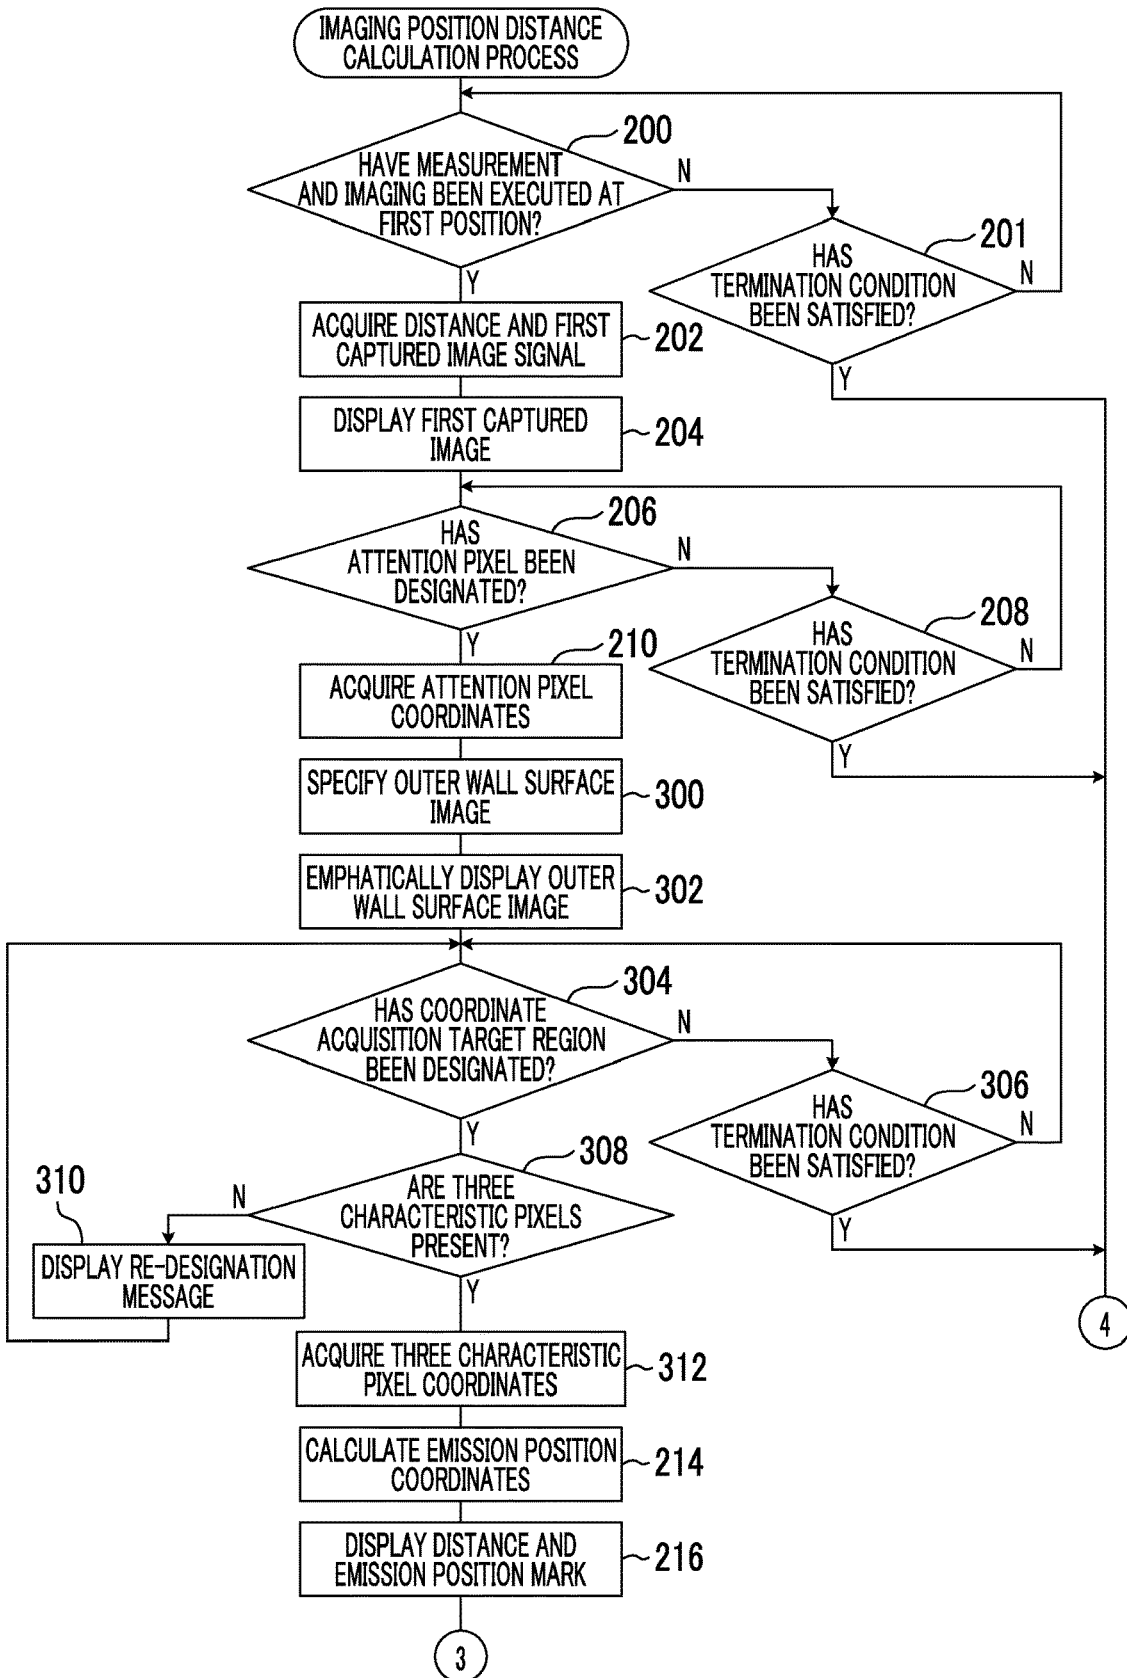 IMAGING POSITION DISTANCE
CALCULATION PROCESS
200
HAVE MEASUREMENT
AND IMAGING BEEN EXECUTED AT
FIRST POSITION?
N
Y
201
HAS
TERMINATION CONDITION
BEEN SATISFIED?
N
Y
ACQUIRE DISTANCE AND FIRST
CAPTURED IMAGE SIGNAL
202
DISPLAY FIRST CAPTURED
IMAGE
204
206
HAS
ATTENTION PIXEL BEEN
DESIGNATED?
N
Y
208
HAS
TERMINATION CONDITION
BEEN SATISFIED?
N
Y
210
ACQUIRE ATTENTION PIXEL
COORDINATES
SPECIFY OUTER WALL SURFACE
IMAGE
300
EMPHATICALLY DISPLAY OUTER
WALL SURFACE IMAGE
302
304
HAS COORDINATE
ACQUISITION TARGET REGION
BEEN DESIGNATED?
N
Y
306
HAS
TERMINATION CONDITION
BEEN SATISFIED?
N
Y
308
ARE THREE
CHARACTERISTIC PIXELS
PRESENT?
N
Y
310
DISPLAY RE-DESIGNATION
MESSAGE
4
ACQUIRE THREE CHARACTERISTIC
PIXEL COORDINATES
312
CALCULATE EMISSION POSITION
COORDINATES
214
DISPLAY DISTANCE AND
EMISSION POSITION MARK
216
3